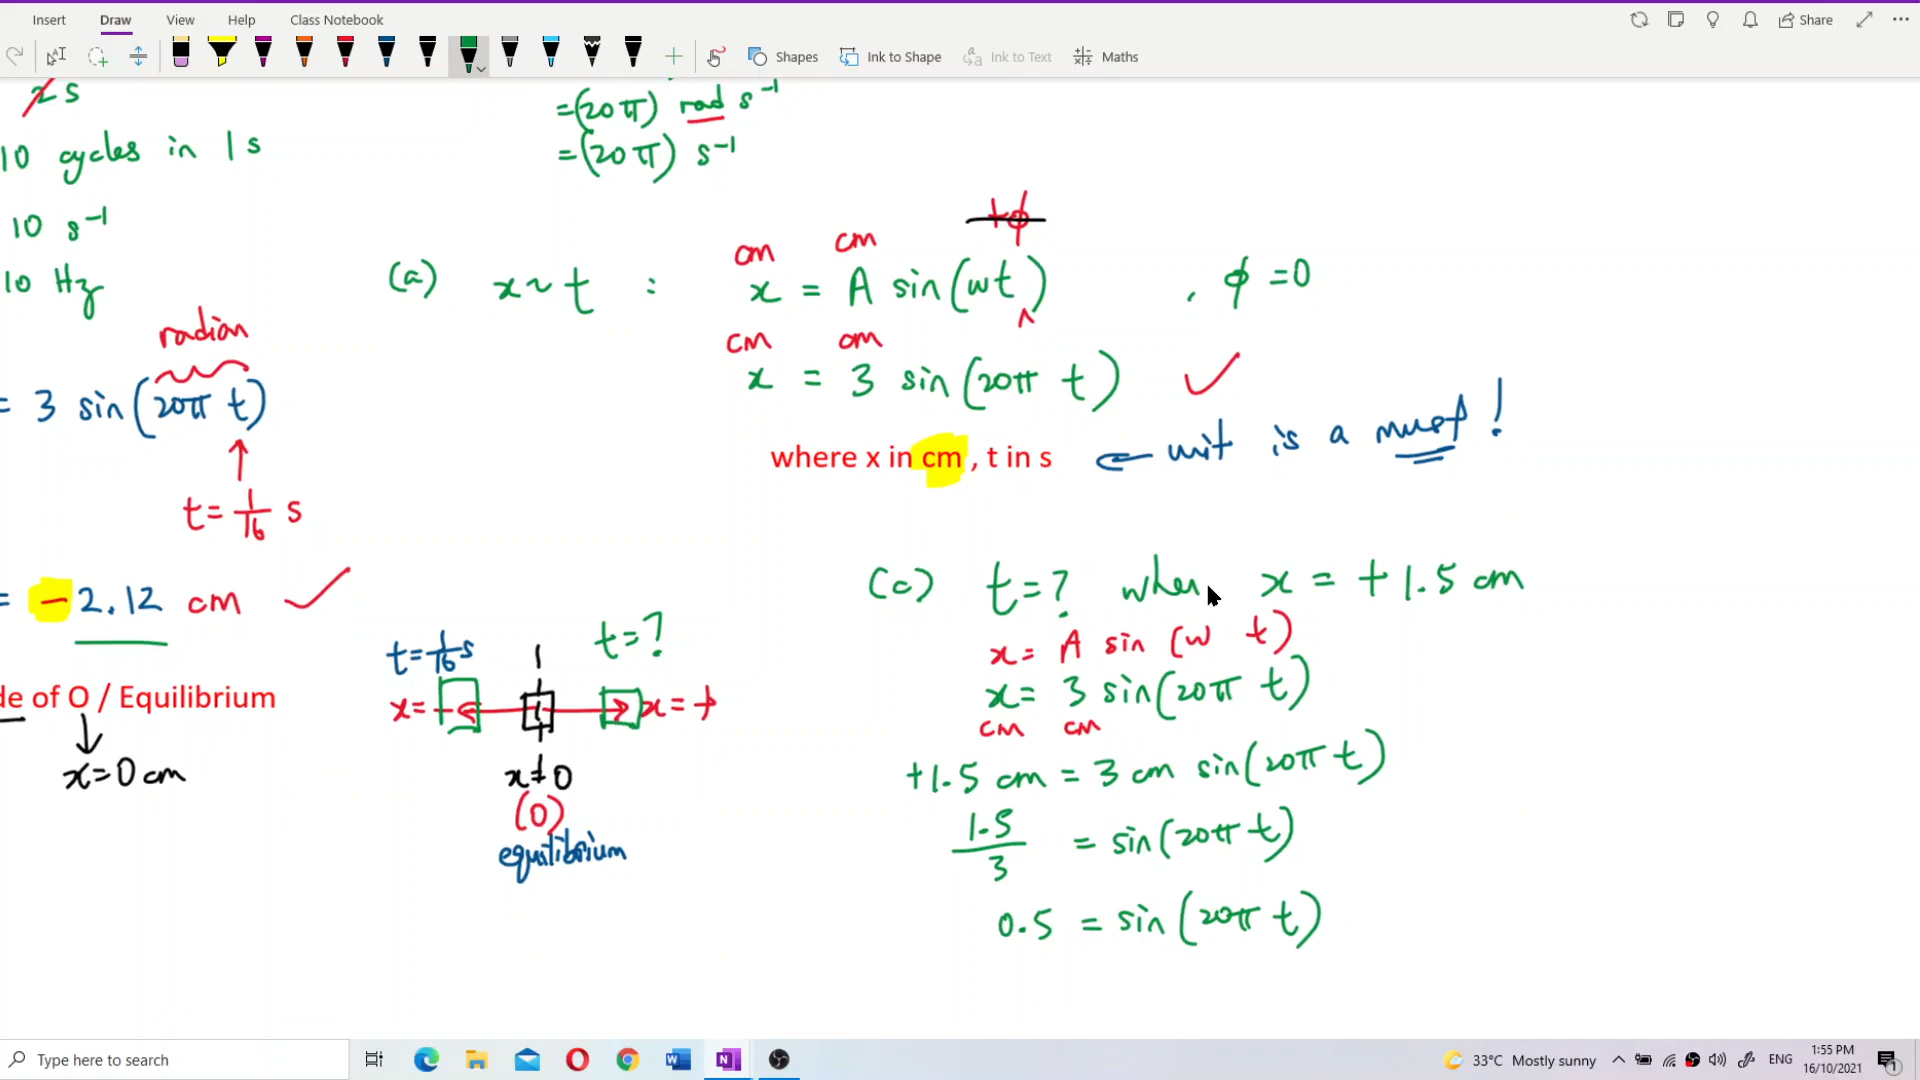 Insert Draw View Help Class Notebook Share
Shapes Ink to Shape Ink to Text Maths
2 s
= (20π) rad s⁻¹
10 cycles in 1 s
= (20π) s⁻¹
10 s⁻¹
10 Hz
radian
= 3 sin(20π t)
t = 1/16 s
= -2.12 cm
de of O / Equilibrium
x = 0 cm
+ϕ
cm cm
(a) x ~ t : x = A sin(ωt) , ϕ = 0
cm cm
x = 3 sin(20π t) ✓
where x in cm , t in s ← unit is a must !
t = 1/16 s
t = ?
x = - x = +
x = 0
(O)
equilibrium
(c) t = ? when x = +1.5 cm
x = A sin (ω t)
x = 3 sin(20π t)
cm cm
+1.5 cm = 3 cm sin(20π t)
1.5/3 = sin(20π t)
0.5 = sin(20π t)
Type here to search
33°C Mostly sunny
ENG
1:55 PM
16/10/2021
1